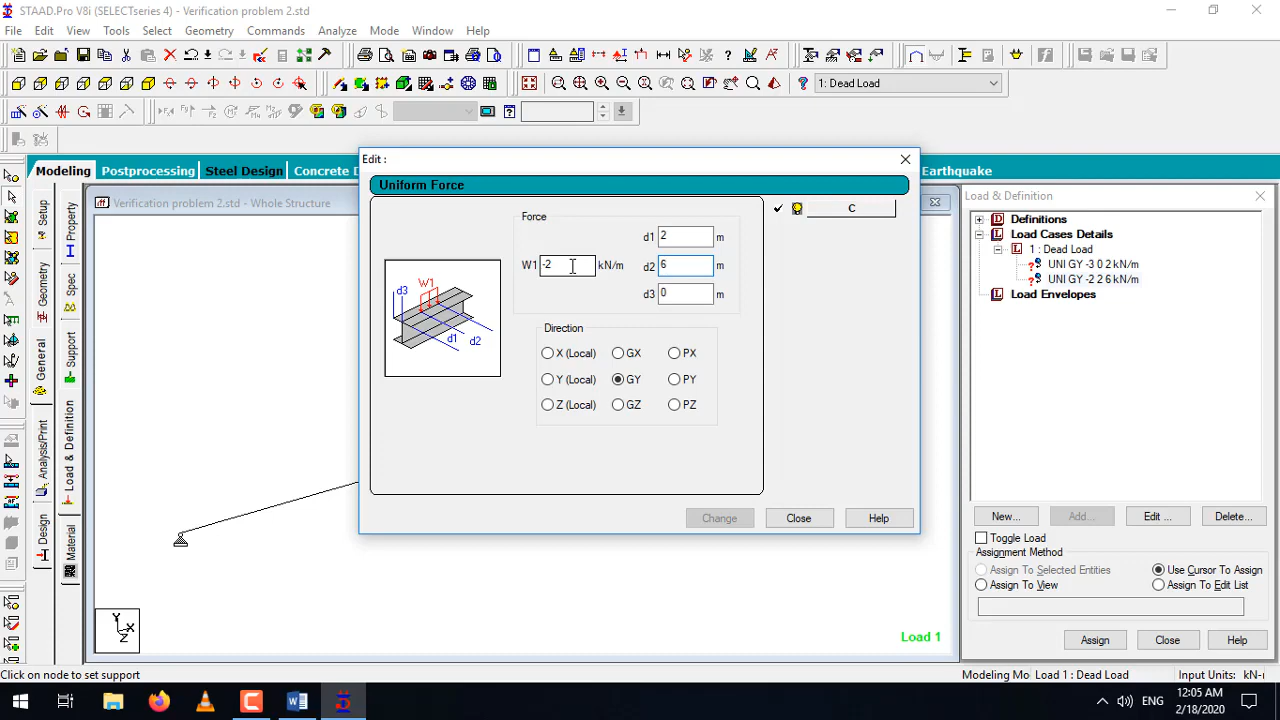 STAAD.Pro V8i (SELECTseries 4) - Verification problem 2.std
File Edit View Tools Select Geometry Commands Analyze Mode Window Help
1: Dead Load
Modeling Postprocessing Steel Design Concrete D Earthquake
Verification problem 2.std - Whole Structure
Setup
Geometry
General
Analysis/Print
Design
Property
Spec
Support
Load & Definition
Material
Edit :
Uniform Force
Force
W1 -2 kN/m
d1 2 m
d2 6 m
d3 0 m
W1
d3
d1
d2
C
Direction
X (Local) GX PX
Y (Local) GY PY
Z (Local) GZ PZ
Change Close Help
Load & Definition
Definitions
Load Cases Details
1 : Dead Load
UNI GY -3 0 2 kN/m
UNI GY -2 2 6 kN/m
Load Envelopes
New... Add... Edit ... Delete...
Toggle Load
Assignment Method
Assign To Selected Entities Use Cursor To Assign
Assign To View Assign To Edit List
Assign Close Help
Y
X
Z
Load 1
Click on node to set support
Modeling Mo Load 1 : Dead Load Input Units: kN-
ENG
12:05 AM
2/18/2020